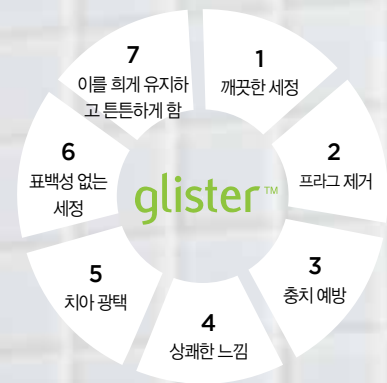 7
이를 희게 유지하
고 튼튼하게 함
1
깨끗한 세정
6
표백성 없는
세정
glister™
2
프라그 제거
5
치아 광택
3
충치 예방
4
상쾌한 느낌